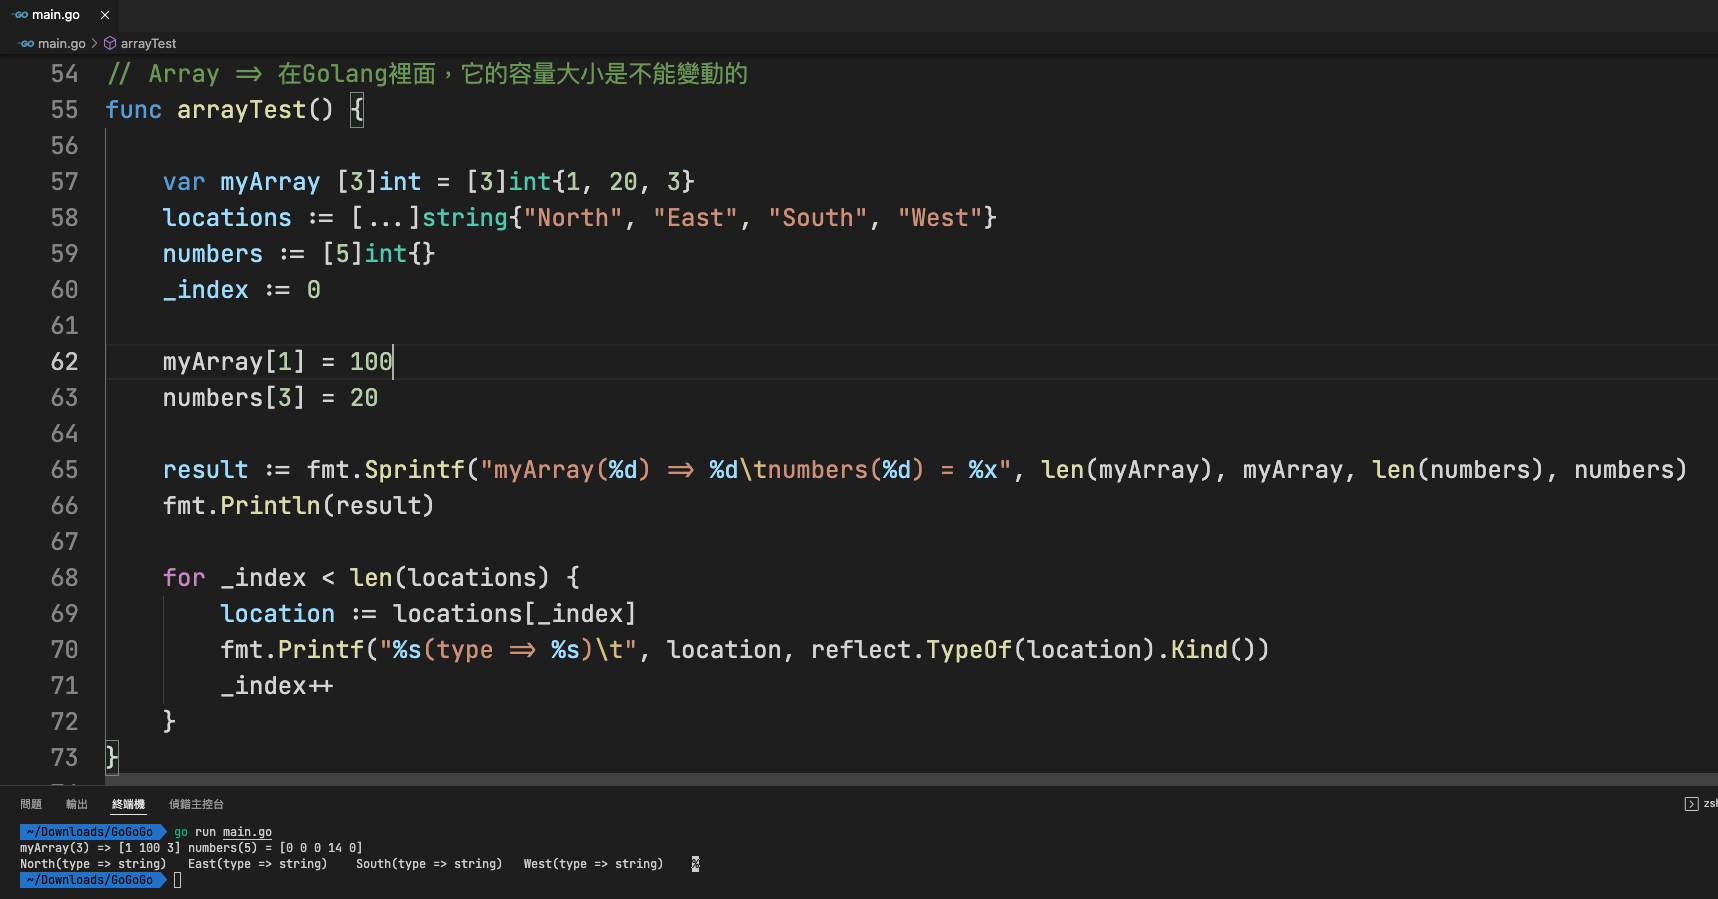 main.go
main.go > arrayTest
54 // Array => 在Golang裡面，它的容量大小是不能變動的
55 func arrayTest() {
56
57 var myArray [3]int = [3]int{1, 20, 3}
58 locations := [...]string{"North", "East", "South", "West"}
59 numbers := [5]int{}
60 _index := 0
61
62 myArray[1] = 100
63 numbers[3] = 20
64
65 result := fmt.Sprintf("myArray(%d) => %d\tnumbers(%d) = %x", len(myArray), myArray, len(numbers), numbers)
66 fmt.Println(result)
67
68 for _index < len(locations) {
69 location := locations[_index]
70 fmt.Printf("%s(type => %s)\t", location, reflect.TypeOf(location).Kind())
71 _index++
72 }
73 }
問題 輸出 終端機 偵錯主控台 zsh
~/Downloads/GoGoGo go run main.go
myArray(3) => [1 100 3] numbers(5) = [0 0 0 14 0]
North(type => string) East(type => string) South(type => string) West(type => string) %
~/Downloads/GoGoGo